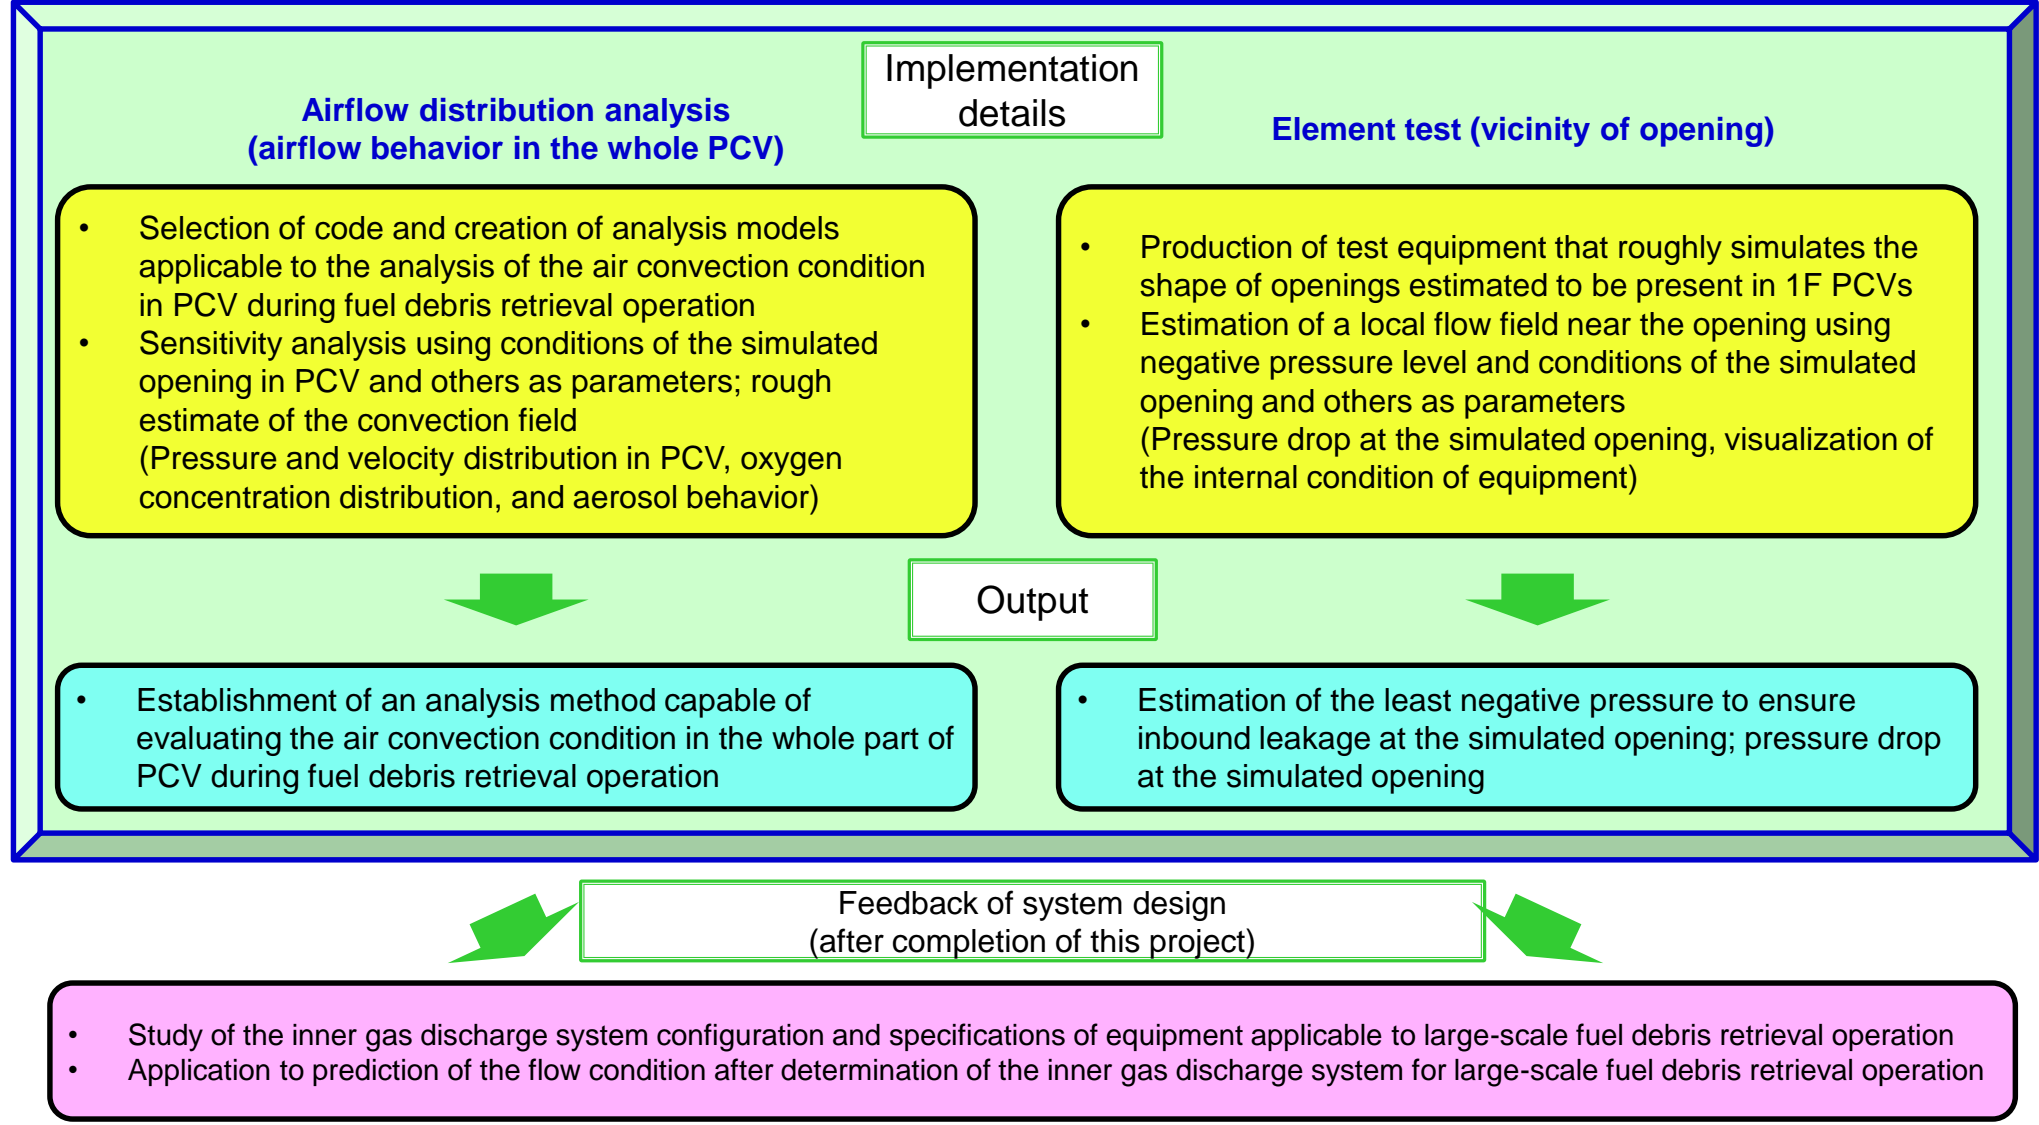 Implementation
details
Airflow distribution analysis
(airflow behavior in the whole PCV)
• Selection of code and creation of analysis models
applicable to the analysis of the air convection condition
in PCV during fuel debris retrieval operation
• Sensitivity analysis using conditions of the simulated
opening in PCV and others as parameters; rough
estimate of the convection field
(Pressure and velocity distribution in PCV, oxygen
concentration distribution, and aerosol behavior)
Element test (vicinity of opening)
• Production of test equipment that roughly simulates the
shape of openings estimated to be present in 1F PCVs
• Estimation of a local flow field near the opening using
negative pressure level and conditions of the simulated
opening and others as parameters
(Pressure drop at the simulated opening, visualization of
the internal condition of equipment)
Output
• Establishment of an analysis method capable of
evaluating the air convection condition in the whole part of
PCV during fuel debris retrieval operation
• Estimation of the least negative pressure to ensure
inbound leakage at the simulated opening; pressure drop
at the simulated opening
Feedback of system design
(after completion of this project)
• Study of the inner gas discharge system configuration and specifications of equipment applicable to large-scale fuel debris retrieval operation
• Application to prediction of the flow condition after determination of the inner gas discharge system for large-scale fuel debris retrieval operation